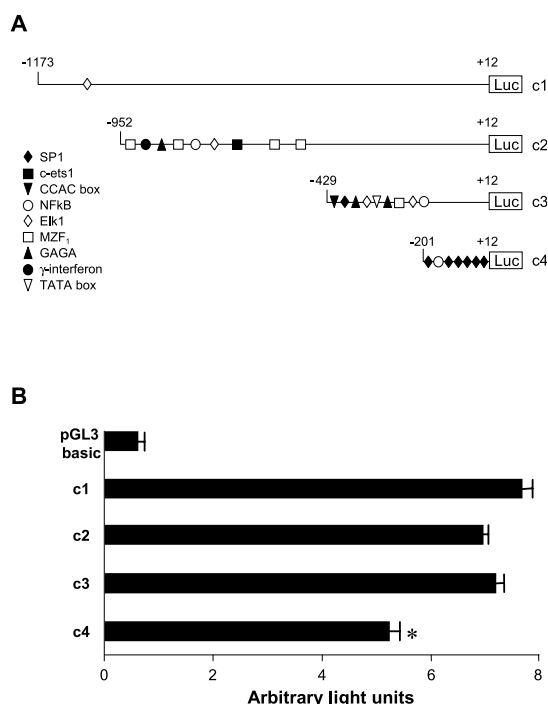 A
-1173 +12
Luc c1
-952 +12
Luc c2
SP1
c-ets1
CCAC box
NFkB
Elk1
MZF₁
GAGA
γ-interferon
TATA box
-429 +12
Luc c3
-201 +12
Luc c4
B
pGL3
basic
c1
c2
c3
c4
*
0 2 4 6 8
Arbitrary light units